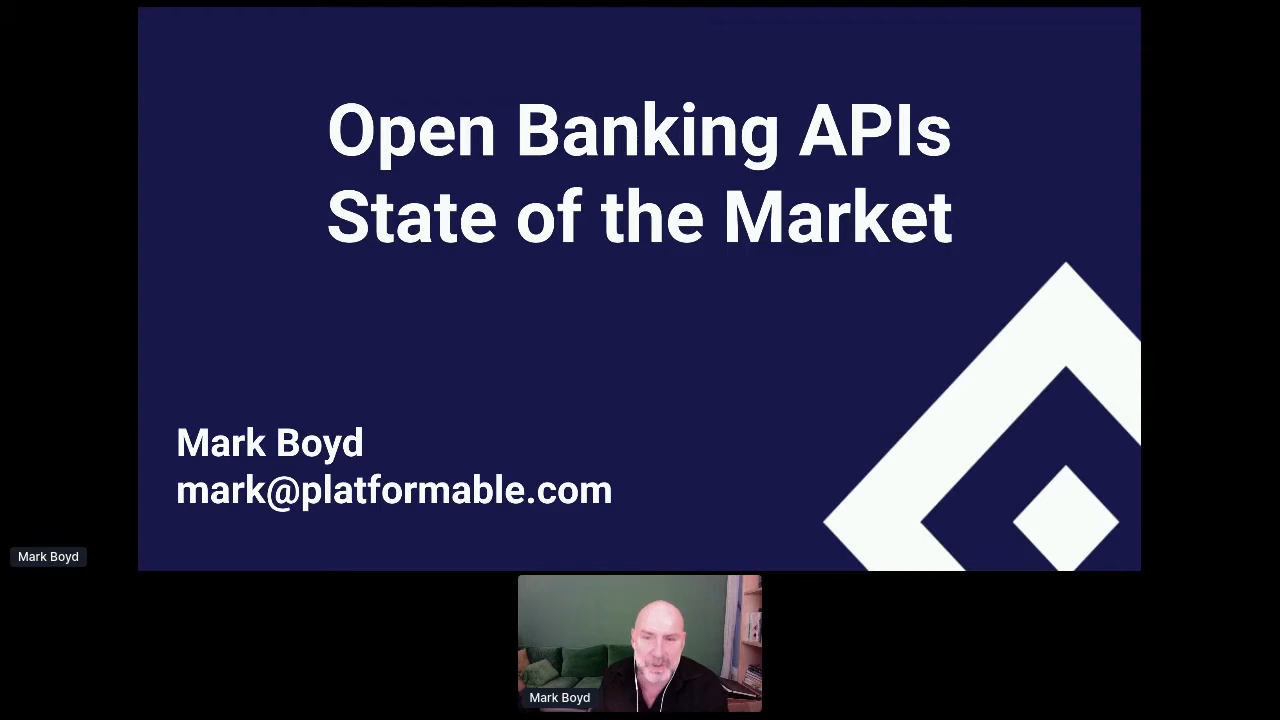 Open Banking APIs
State of the Market
Mark Boyd
mark@platformable.com
Mark Boyd
Mark Boyd